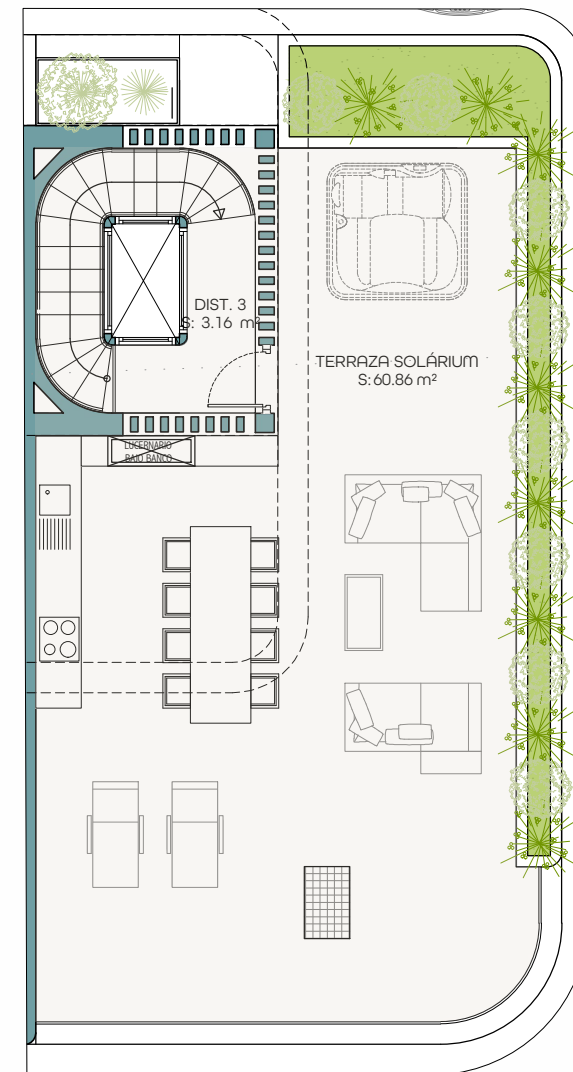 DIST. 3
S: 3.16 m²
TERRAZA SOLÁRIUM
S: 60.86 m²
LUCERNARIO
BAJO BANCO